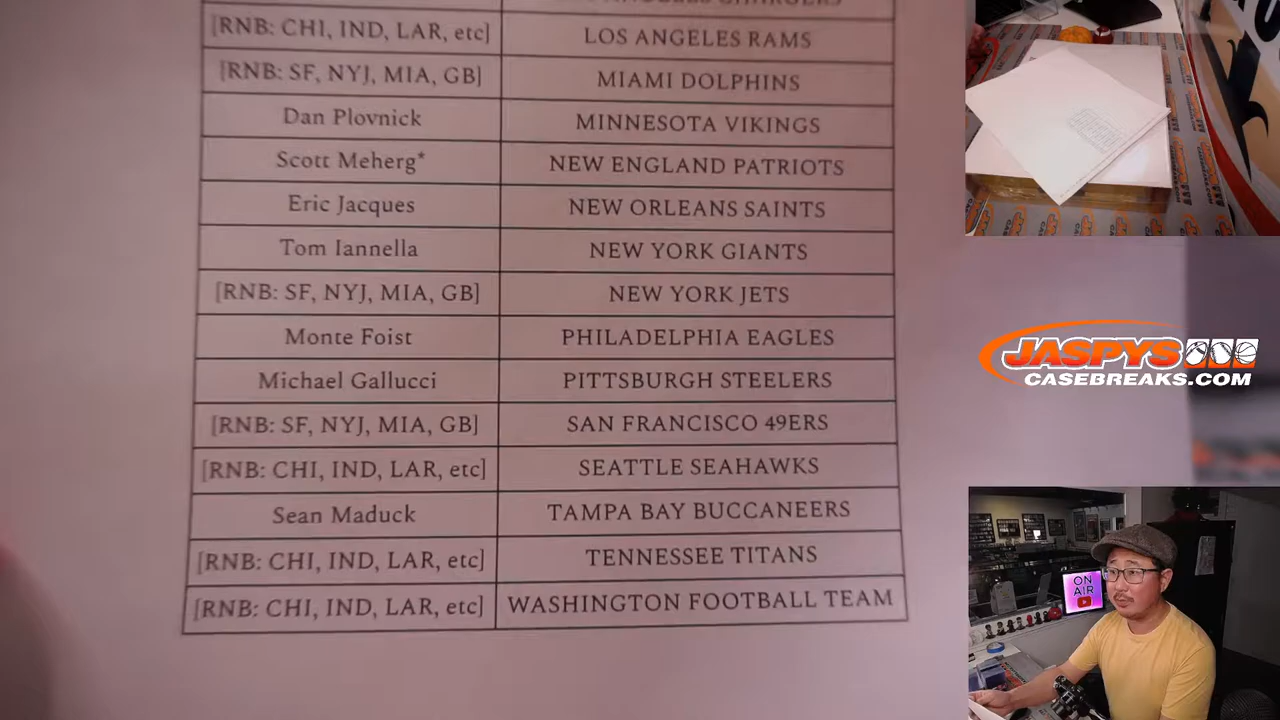 [RNB: CHI, IND, LAR, etc] LOS ANGELES RAMS
[RNB: SF, NYJ, MIA, GB] MIAMI DOLPHINS
Dan Plovnick MINNESOTA VIKINGS
Scott Meherg* NEW ENGLAND PATRIOTS
Eric Jacques NEW ORLEANS SAINTS
Tom Iannella NEW YORK GIANTS
[RNB: SF, NYJ, MIA, GB] NEW YORK JETS
Monte Foist PHILADELPHIA EAGLES
Michael Gallucci PITTSBURGH STEELERS
[RNB: SF, NYJ, MIA, GB] SAN FRANCISCO 49ERS
[RNB: CHI, IND, LAR, etc] SEATTLE SEAHAWKS
Sean Maduck TAMPA BAY BUCCANEERS
[RNB: CHI, IND, LAR, etc] TENNESSEE TITANS
[RNB: CHI, IND, LAR, etc] WASHINGTON FOOTBALL TEAM
JASPYS
CASEBREAKS.COM
ON
AIR